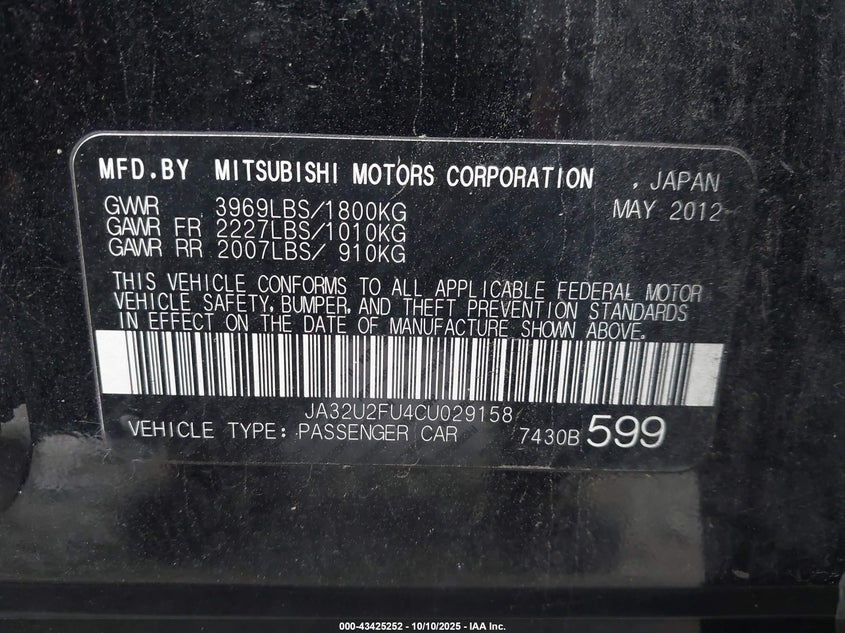 MFD.BY MITSUBISHI MOTORS CORPORATION , JAPAN
GVWR 3969LBS/1800KG MAY 2012
GAWR FR 2227LBS/1010KG
GAWR RR 2007LBS/ 910KG
THIS VEHICLE CONFORMS TO ALL APPLICABLE FEDERAL MOTOR
VEHICLE SAFETY, BUMPER, AND THEFT PREVENTION STANDARDS
IN EFFECT ON THE DATE OF MANUFACTURE SHOWN ABOVE.
JA32U2FU4CU029158
VEHICLE TYPE: PASSENGER CAR 7430B 599
000-43425252 - 10/10/2025 - IAA Inc.